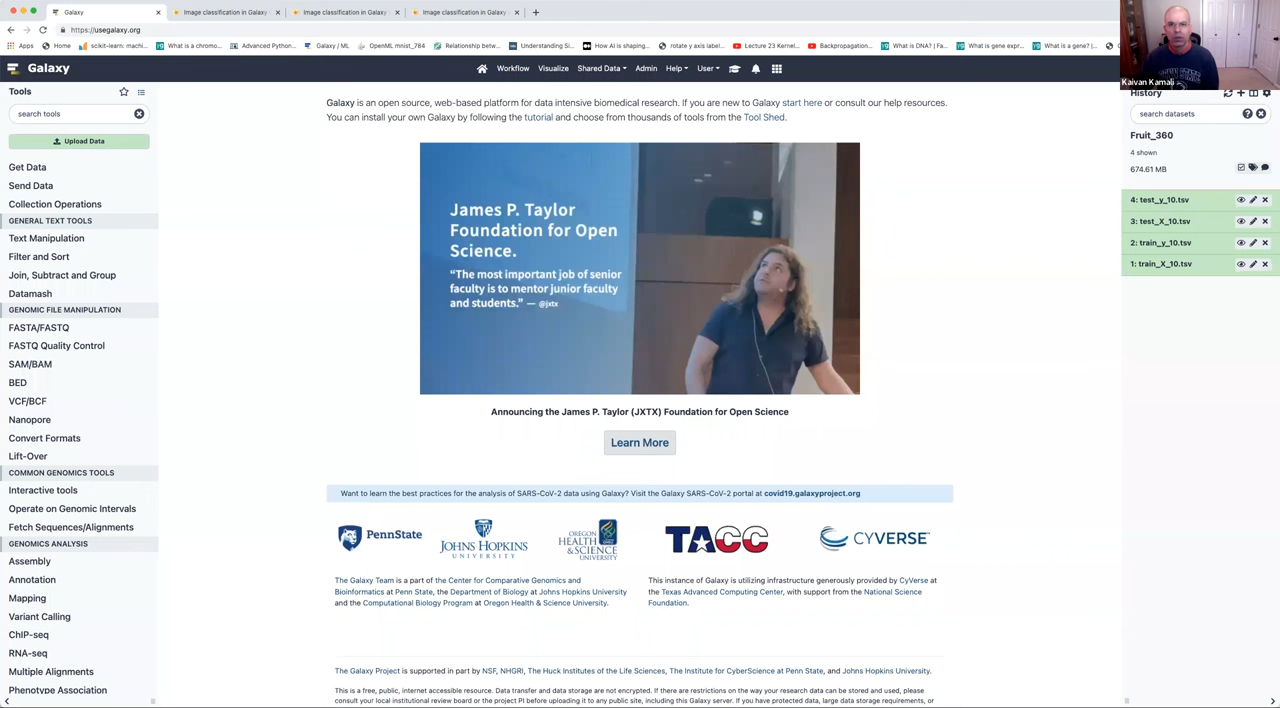 Galaxy
Image classification in Galaxy
Image classification in Galaxy
Image classification in Galaxy
https://usegalaxy.org
Apps
Home
scikit-learn: machi...
What is a chromo...
Advanced Python...
Galaxy / ML
OpenML mnist_784
Relationship betw...
Understanding Si...
How AI is shaping...
rotate y axis label...
Lecture 23 Kernel...
Backpropagation...
What is DNA? | Fa...
What is gene expr...
What is a gene?...
Galaxy
Workflow
Visualize
Shared Data
Admin
Help
User
Kaivan Kamali
Tools
search tools
Upload Data
Get Data
Send Data
Collection Operations
GENERAL TEXT TOOLS
Text Manipulation
Filter and Sort
Join, Subtract and Group
Datamash
GENOMIC FILE MANIPULATION
FASTA/FASTQ
FASTQ Quality Control
SAM/BAM
BED
VCF/BCF
Nanopore
Convert Formats
Lift-Over
COMMON GENOMICS TOOLS
Interactive tools
Operate on Genomic Intervals
Fetch Sequences/Alignments
GENOMICS ANALYSIS
Assembly
Annotation
Mapping
Variant Calling
ChIP-seq
RNA-seq
Multiple Alignments
Phenotype Association
Galaxy is an open source, web-based platform for data intensive biomedical research. If you are new to Galaxy start here or consult our help resources.
You can install your own Galaxy by following the tutorial and choose from thousands of tools from the Tool Shed.
James P. Taylor
Foundation for Open
Science.
“The most important job of senior
faculty is to mentor junior faculty
and students.” — @jxtx
Announcing the James P. Taylor (JXTX) Foundation for Open Science
Learn More
Want to learn the best practices for the analysis of SARS-CoV-2 data using Galaxy? Visit the Galaxy SARS-CoV-2 portal at covid19.galaxyproject.org
PennState
JOHNS HOPKINS
UNIVERSITY
OREGON
HEALTH
& SCIENCE
UNIVERSITY
TACC
CYVERSE
The Galaxy Team is a part of the Center for Comparative Genomics and
Bioinformatics at Penn State, the Department of Biology at Johns Hopkins University
and the Computational Biology Program at Oregon Health & Science University.
This instance of Galaxy is utilizing infrastructure generously provided by CyVerse at
the Texas Advanced Computing Center, with support from the National Science
Foundation.
The Galaxy Project is supported in part by NSF, NHGRI, The Huck Institutes of the Life Sciences, The Institute for CyberScience at Penn State, and Johns Hopkins University.
This is a free, public, internet accessible resource. Data transfer and data storage are not encrypted. If there are restrictions on the way your research data can be stored and used, please
consult your local institutional review board or the project PI before uploading it to any public site, including this Galaxy server. If you have protected data, large data storage requirements, or
History
search datasets
Fruit_360
4 shown
674.61 MB
4: test_y_10.tsv
3: test_X_10.tsv
2: train_y_10.tsv
1: train_X_10.tsv